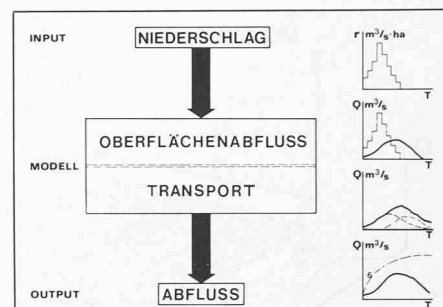 INPUT
NIEDERSCHLAG
r m³/s·ha
T
Q m³/s
T
MODELL
OBERFLÄCHENABFLUSS
TRANSPORT
Q m³/s
T
Q m³/s
T
OUTPUT
ABFLUSS